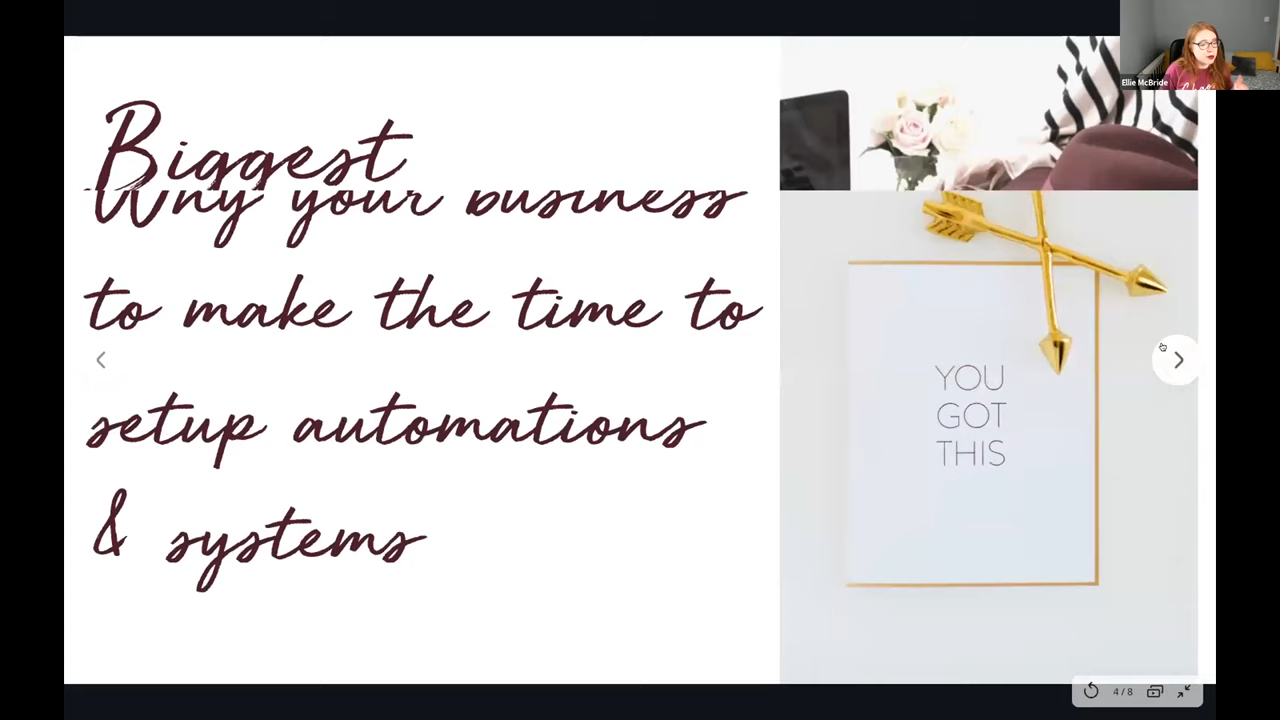 Biggest
Why your business
to make the time to
setup automations
& systems
YOU
GOT
THIS
Ellie McBride
4/8